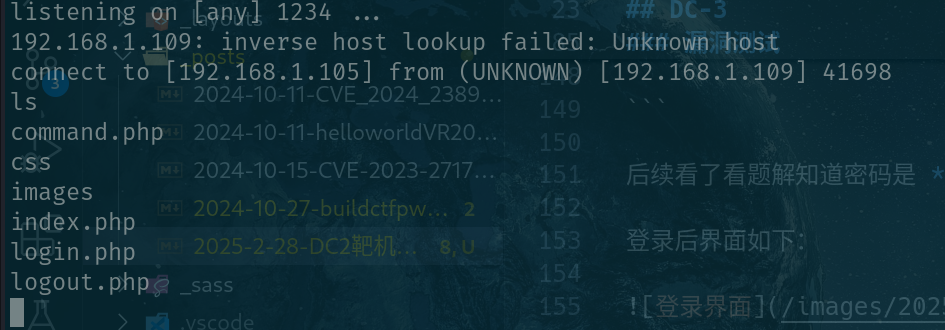 listening on [any] 1234 ...
192.168.1.109: inverse host lookup failed: Unknown host
connect to [192.168.1.105] from (UNKNOWN) [192.168.1.109] 41698
ls
command.php
css
images
index.php
login.php
logout.php
_layouts
_posts
3
2024-10-11-CVE_2024_2389...
2024-10-11-helloworldVR20...
2024-10-15-CVE-2023-2717...
2024-10-27-buildctfpw... 2
2025-2-28-DC2靶机... 8, U
_sass
.vscode
23 ## DC-3
149 ```
150
151 后续看了看题解知道密码是 *
152
153 登录后界面如下：
154
155 ![登录界面](/images/202